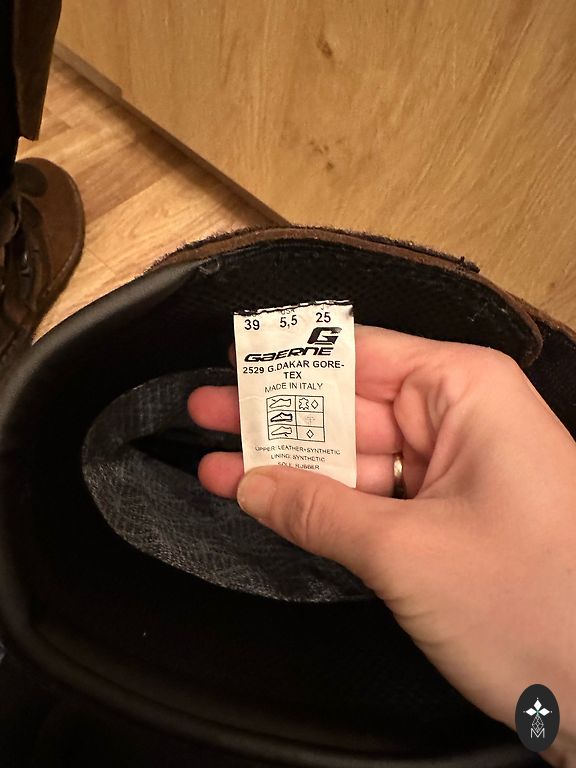 39 5,5 25
G
GAERNE
2529 G.DAKAR GORE-
TEX
MADE IN ITALY
UPPER: LEATHER+SYNTHETIC
LINING: SYNTHETIC
SOLE: RUBBER
M